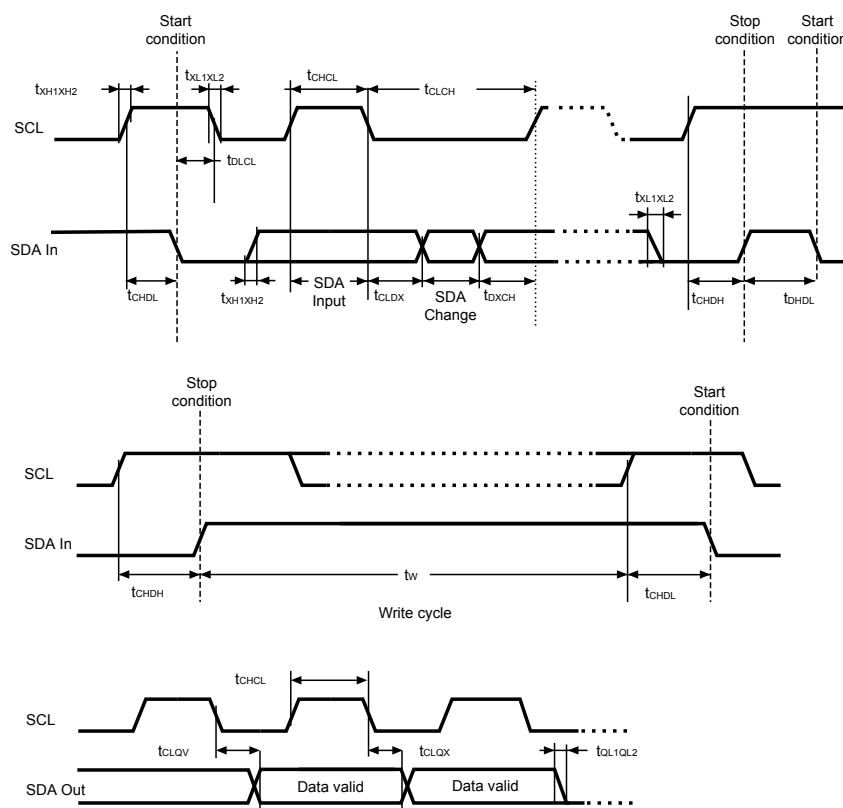 Start
condition
Stop
condition
Start
condition
tXH1XH2
tXL1XL2
tCHCL
tCLCH
SCL
tDLCL
tXL1XL2
SDA In
tCHDL
tXH1XH2
SDA
Input
tCLDX
SDA
Change
tDXCH
tCHDH
tDHDL
Stop
condition
Start
condition
SCL
SDA In
tCHDH
tW
tCHDL
Write cycle
tCHCL
SCL
tCLQV
tCLQX
tQL1QL2
SDA Out
Data valid
Data valid